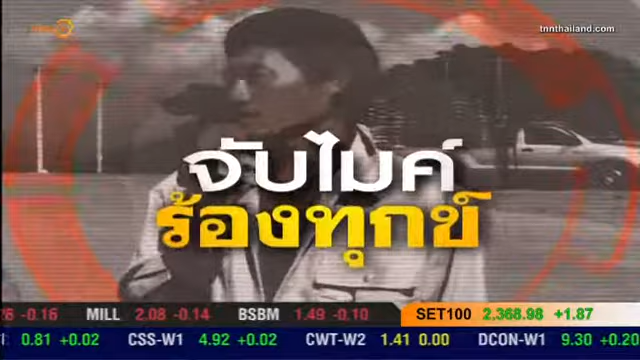 tnnthailand.com
จับไมค์
ร้องทุกข์
-0.16 MILL 2.08 -0.14 BSBM 1.49 -0.10 SET100 2,368.98 +1.87
0.81 +0.02 CSS-W1 4.92 +0.02 CWT-W2 1.41 0.00 DCON-W1 9.30 +0.20